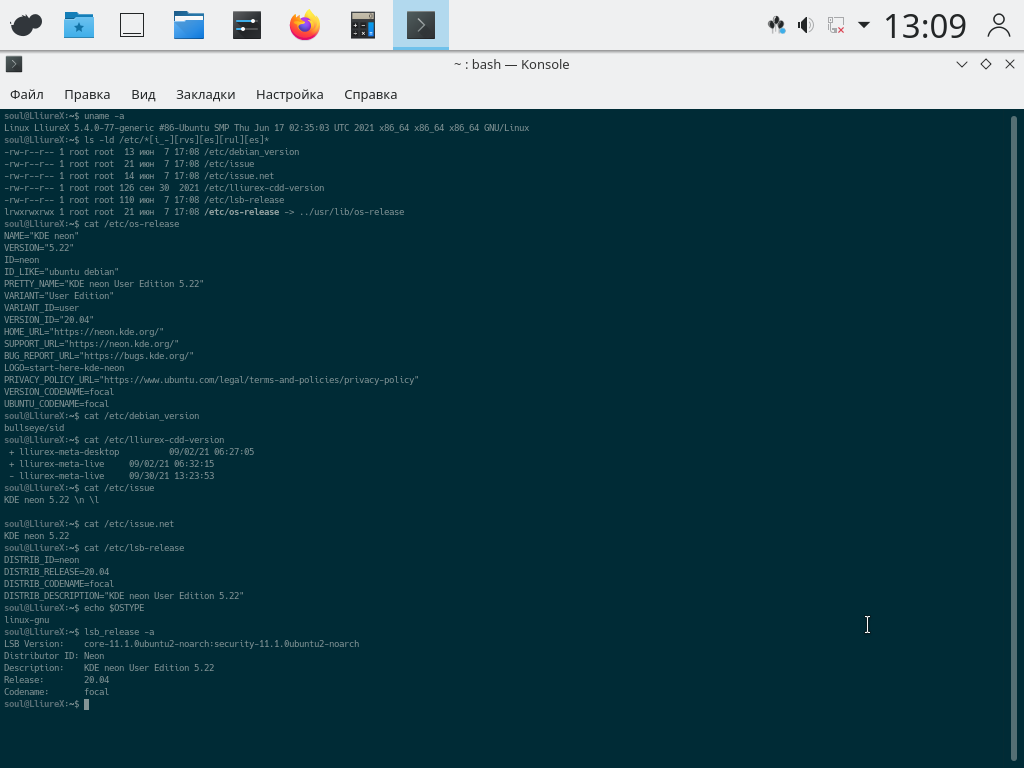 13:09
~ : bash — Konsole
Файл Правка Вид Закладки Настройка Справка
soul@LliureX:~$ uname -a
Linux LliureX 5.4.0-77-generic #86-Ubuntu SMP Thu Jun 17 02:35:03 UTC 2021 x86_64 x86_64 x86_64 GNU/Linux
soul@LliureX:~$ ls -ld /etc/*[i_-][rvs][es][rul][es]*
-rw-r--r-- 1 root root  13 июн  7 17:08 /etc/debian_version
-rw-r--r-- 1 root root  21 июн  7 17:08 /etc/issue
-rw-r--r-- 1 root root  14 июн  7 17:08 /etc/issue.net
-rw-r--r-- 1 root root 126 сен 30  2021 /etc/lliurex-cdd-version
-rw-r--r-- 1 root root 110 июн  7 17:08 /etc/lsb-release
lrwxrwxrwx 1 root root  21 июн  7 17:08 /etc/os-release -> ../usr/lib/os-release
soul@LliureX:~$ cat /etc/os-release
NAME="KDE neon"
VERSION="5.22"
ID=neon
ID_LIKE="ubuntu debian"
PRETTY_NAME="KDE neon User Edition 5.22"
VARIANT="User Edition"
VARIANT_ID=user
VERSION_ID="20.04"
HOME_URL="https://neon.kde.org/"
SUPPORT_URL="https://neon.kde.org/"
BUG_REPORT_URL="https://bugs.kde.org/"
LOGO=start-here-kde-neon
PRIVACY_POLICY_URL="https://www.ubuntu.com/legal/terms-and-policies/privacy-policy"
VERSION_CODENAME=focal
UBUNTU_CODENAME=focal
soul@LliureX:~$ cat /etc/debian_version
bullseye/sid
soul@LliureX:~$ cat /etc/lliurex-cdd-version
 + lliurex-meta-desktop          09/02/21 06:27:05
 + lliurex-meta-live     09/02/21 06:32:15
 - lliurex-meta-live     09/30/21 13:23:53
soul@LliureX:~$ cat /etc/issue
KDE neon 5.22 \n \l
soul@LliureX:~$ cat /etc/issue.net
KDE neon 5.22
soul@LliureX:~$ cat /etc/lsb-release
DISTRIB_ID=neon
DISTRIB_RELEASE=20.04
DISTRIB_CODENAME=focal
DISTRIB_DESCRIPTION="KDE neon User Edition 5.22"
soul@LliureX:~$ echo $OSTYPE
linux-gnu
soul@LliureX:~$ lsb_release -a
LSB Version:    core-11.1.0ubuntu2-noarch:security-11.1.0ubuntu2-noarch
Distributor ID: Neon
Description:    KDE neon User Edition 5.22
Release:        20.04
Codename:       focal
soul@LliureX:~$